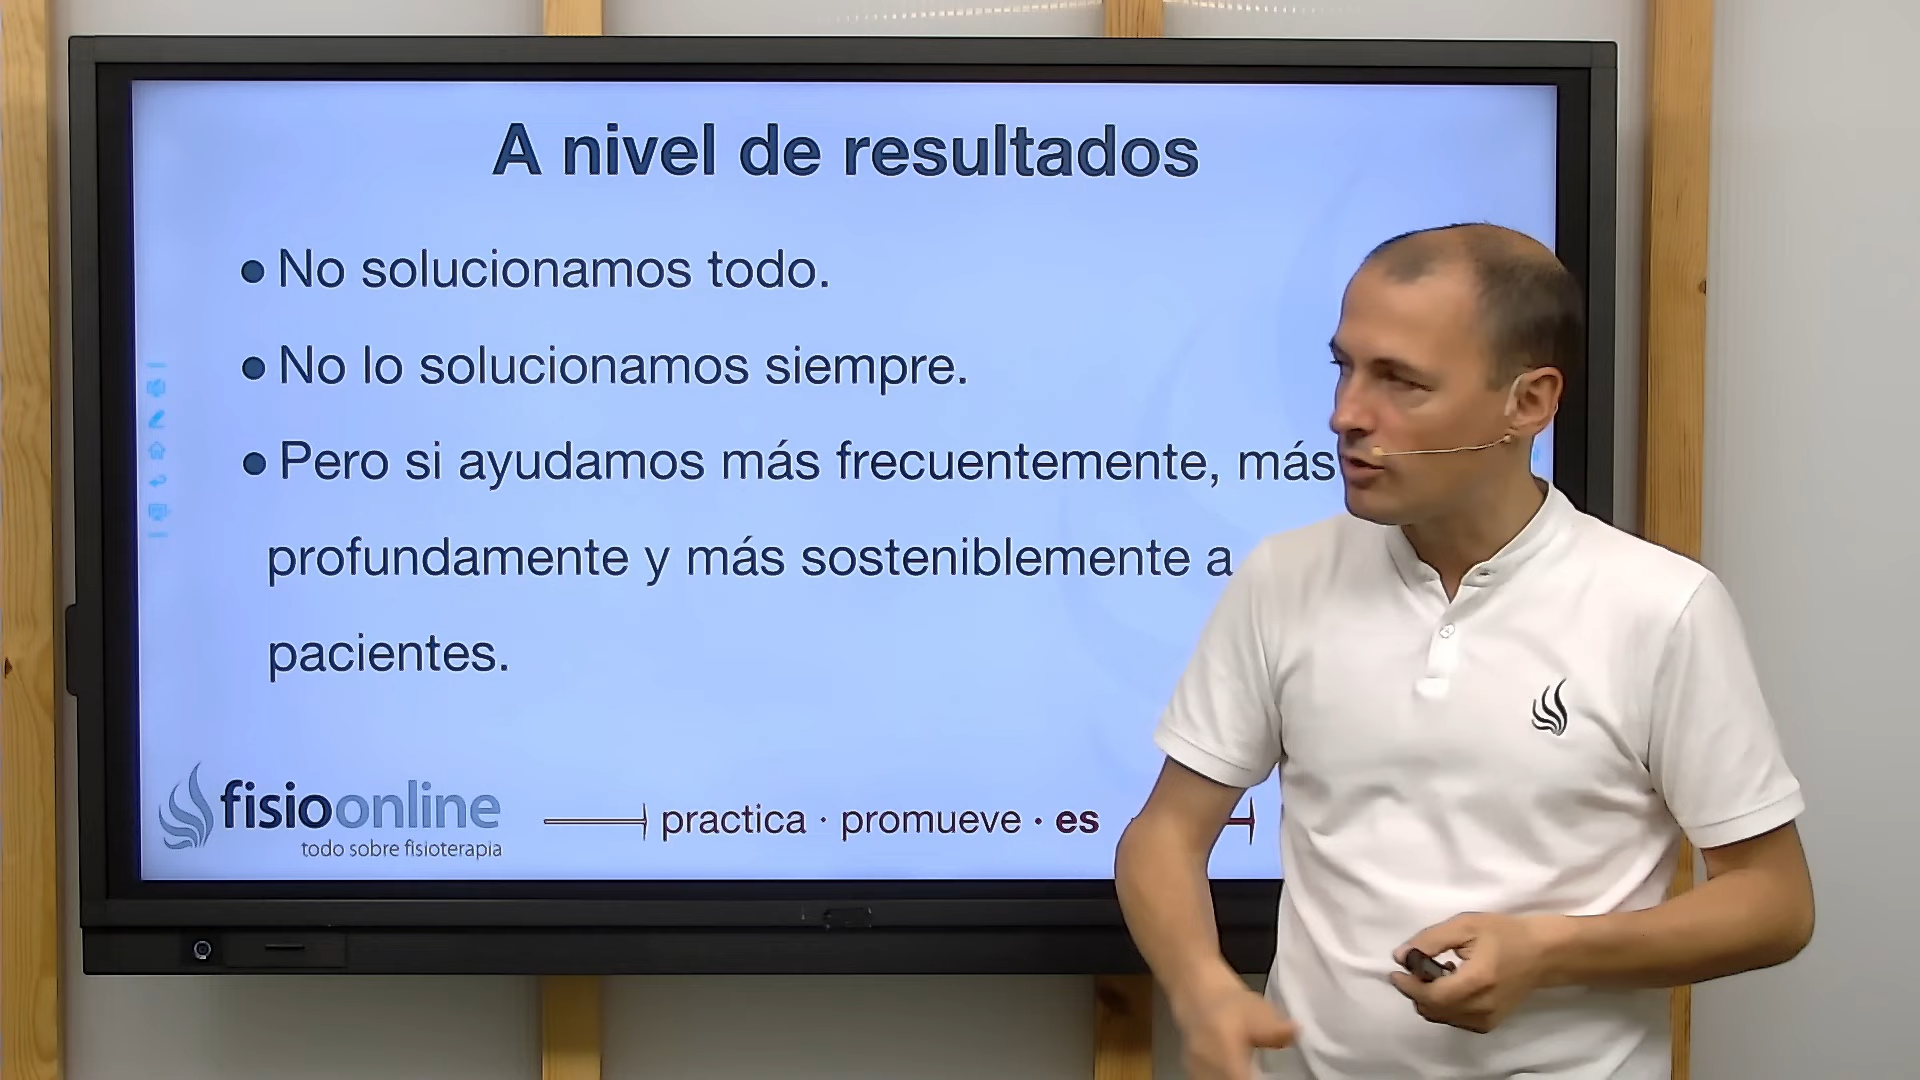 A nivel de resultados
No solucionamos todo.
No lo solucionamos siempre.
Pero si ayudamos más frecuentemente, más
profundamente y más sosteniblemente a
pacientes.
fisioonline
todo sobre fisioterapia
practica · promueve · es